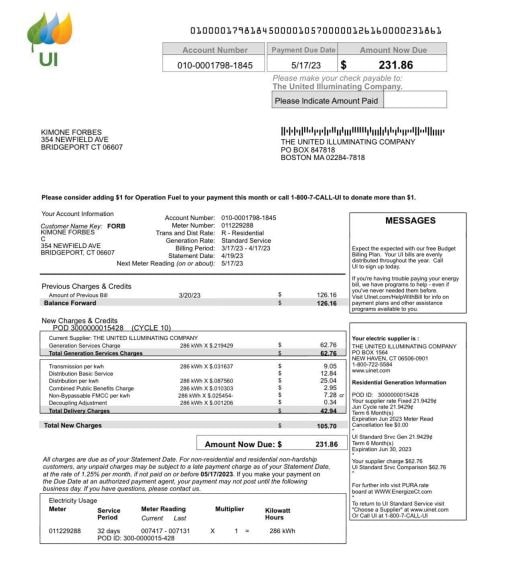 010000179818450000105700000126160000231861
UI
Account Number Payment Due Date Amount Now Due
010-0001798-1845 5/17/23 $ 231.86
Please make your check payable to:
The United Illuminating Company.
Please Indicate Amount Paid
KIMONE FORBES
354 NEWFIELD AVE
BRIDGEPORT CT 06607
THE UNITED ILLUMINATING COMPANY
PO BOX 847818
BOSTON MA 02284-7818
Please consider adding $1 for Operation Fuel to your payment this month or call 1-800-7-CALL-UI to donate more than $1.
Your Account Information
Customer Name Key: FORB
KIMONE FORBES
C
354 NEWFIELD AVE
BRIDGEPORT, CT 06607
Account Number: 010-0001798-1845
Meter Number: 011229288
Trans and Dist Rate: R - Residential
Generation Rate: Standard Service
Billing Period: 3/17/23 - 4/17/23
Statement Date: 4/19/23
Next Meter Reading (on or about): 5/17/23
Previous Charges & Credits
Amount of Previous Bill 3/20/23 $ 126.16
Balance Forward $ 126.16
New Charges & Credits
POD 3000000015428 (CYCLE 10)
Current Supplier: THE UNITED ILLUMINATING COMPANY
Generation Services Charge 286 kWh X $.219429 $ 62.76
Total Generation Services Charges $ 62.76
Transmission per kwh 286 kWh X $.031637 $ 9.05
Distribution Basic Service $ 12.84
Distribution per kwh 286 kWh X $.087560 $ 25.04
Combined Public Benefits Charge 286 kWh X $.010303 $ 2.95
Non-Bypassable FMCC per kwh 286 kWh X $.025454- $ 7.28 cr
Decoupling Adjustment 286 kWh X $.001206 $ 0.34
Total Delivery Charges $ 42.94
Total New Charges $ 105.70
Amount Now Due: $ 231.86
All charges are due as of your Statement Date. For non-residential and residential non-hardship
customers, any unpaid charges may be subject to a late payment charge as of your Statement Date,
at the rate of 1.25% per month, if not paid on or before 05/17/2023. If you make your payment on
the Due Date at an authorized payment agent, your payment may not post until the following
business day. If you have questions, please contact us.
Electricity Usage
Meter Service Period Meter Reading Current Last Multiplier Kilowatt Hours
011229288 32 days 007417 - 007131 X 1 = 286 kWh
POD ID: 300-0000015-428
MESSAGES
Expect the expected with our free Budget
Billing Plan. Your UI bills are evenly
distributed throughout the year. Call
UI to sign up today.
If you're having trouble paying your energy
bill, we have programs to help - even if
you've never needed them before.
Visit UInet.com/HelpWithBill for info on
payment plans and other assistance
programs available to you.
Your electric supplier is :
THE UNITED ILLUMINATING COMPANY
PO BOX 1564
NEW HAVEN, CT 06506-0901
1-800-722-5584
www.uinet.com
Residential Generation Information
POD ID: 3000000015428
Your supplier rate Fixed 21.9429¢
Jun Cycle rate 21.9429¢
Term 6 Month(s)
Expiration Jun 2023 Meter Read
Cancellation fee $0.00
*
UI Standard Srvc Gen 21.9429¢
Term 6 Month(s)
Expiration Jun 30, 2023
*
Your supplier charge $62.76
UI Standard Srvc Comparison $62.76
*
For further info visit PURA rate
board at WWW.EnergizeCt.com
*
To return to UI Standard Service visit
"Choose a Supplier" at www.uinet.com
Or Call UI at 1-800-7-CALL-UI